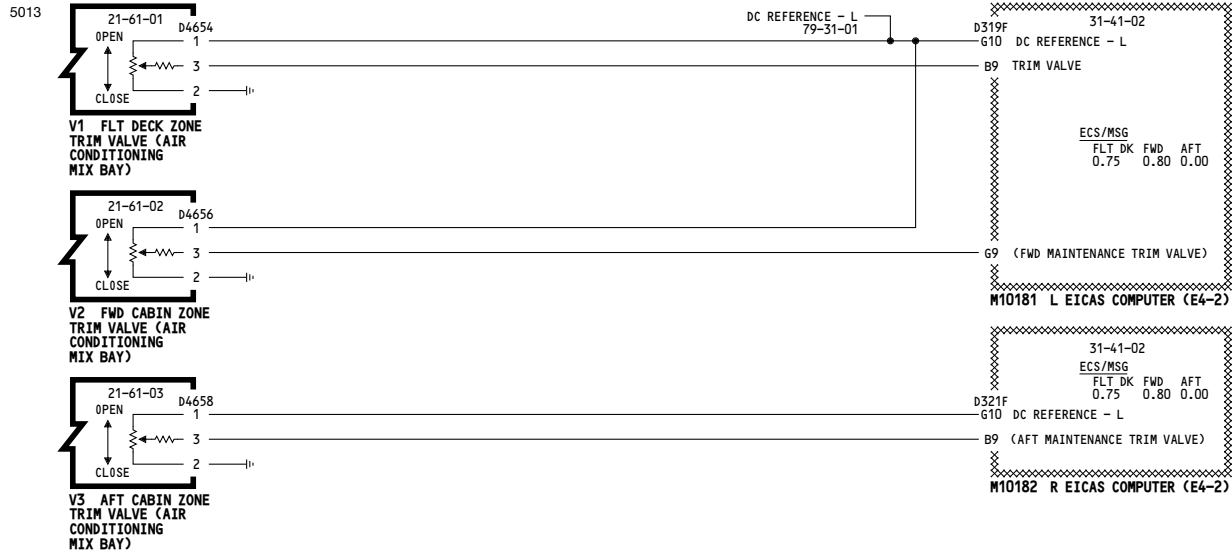 5013
21-61-01
OPEN
CLOSE
D4654
1
3
2
V1 FLT DECK ZONE
TRIM VALVE (AIR
CONDITIONING
MIX BAY)
DC REFERENCE - L
79-31-01
D319F
31-41-02
G10 DC REFERENCE - L
B9 TRIM VALVE
ECS/MSG
FLT DK FWD AFT
0.75 0.80 0.00
21-61-02
OPEN
CLOSE
D4656
1
3
2
V2 FWD CABIN ZONE
TRIM VALVE (AIR
CONDITIONING
MIX BAY)
G9 (FWD MAINTENANCE TRIM VALVE)
M10181 L EICAS COMPUTER (E4-2)
21-61-03
OPEN
CLOSE
D4658
1
3
2
V3 AFT CABIN ZONE
TRIM VALVE (AIR
CONDITIONING
MIX BAY)
31-41-02
ECS/MSG
FLT DK FWD AFT
0.75 0.80 0.00
D321F
G10 DC REFERENCE - L
B9 (AFT MAINTENANCE TRIM VALVE)
M10182 R EICAS COMPUTER (E4-2)